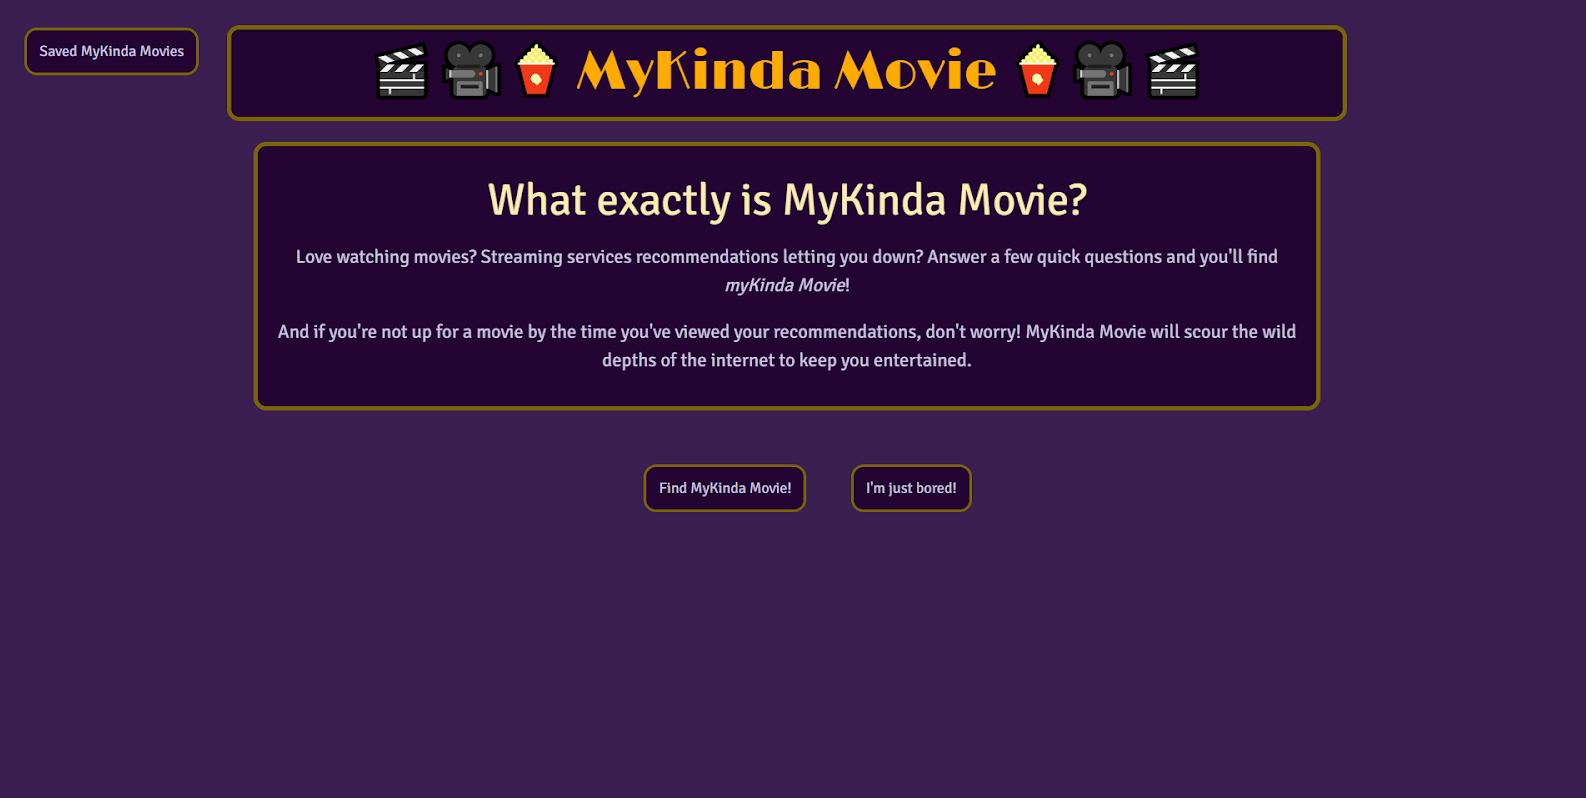 Saved MyKinda Movies
MyKinda Movie
What exactly is MyKinda Movie?
Love watching movies? Streaming services recommendations letting you down? Answer a few quick questions and you'll find
myKinda Movie!
And if you're not up for a movie by the time you've viewed your recommendations, don't worry! MyKinda Movie will scour the wild
depths of the internet to keep you entertained.
Find MyKinda Movie!
I'm just bored!